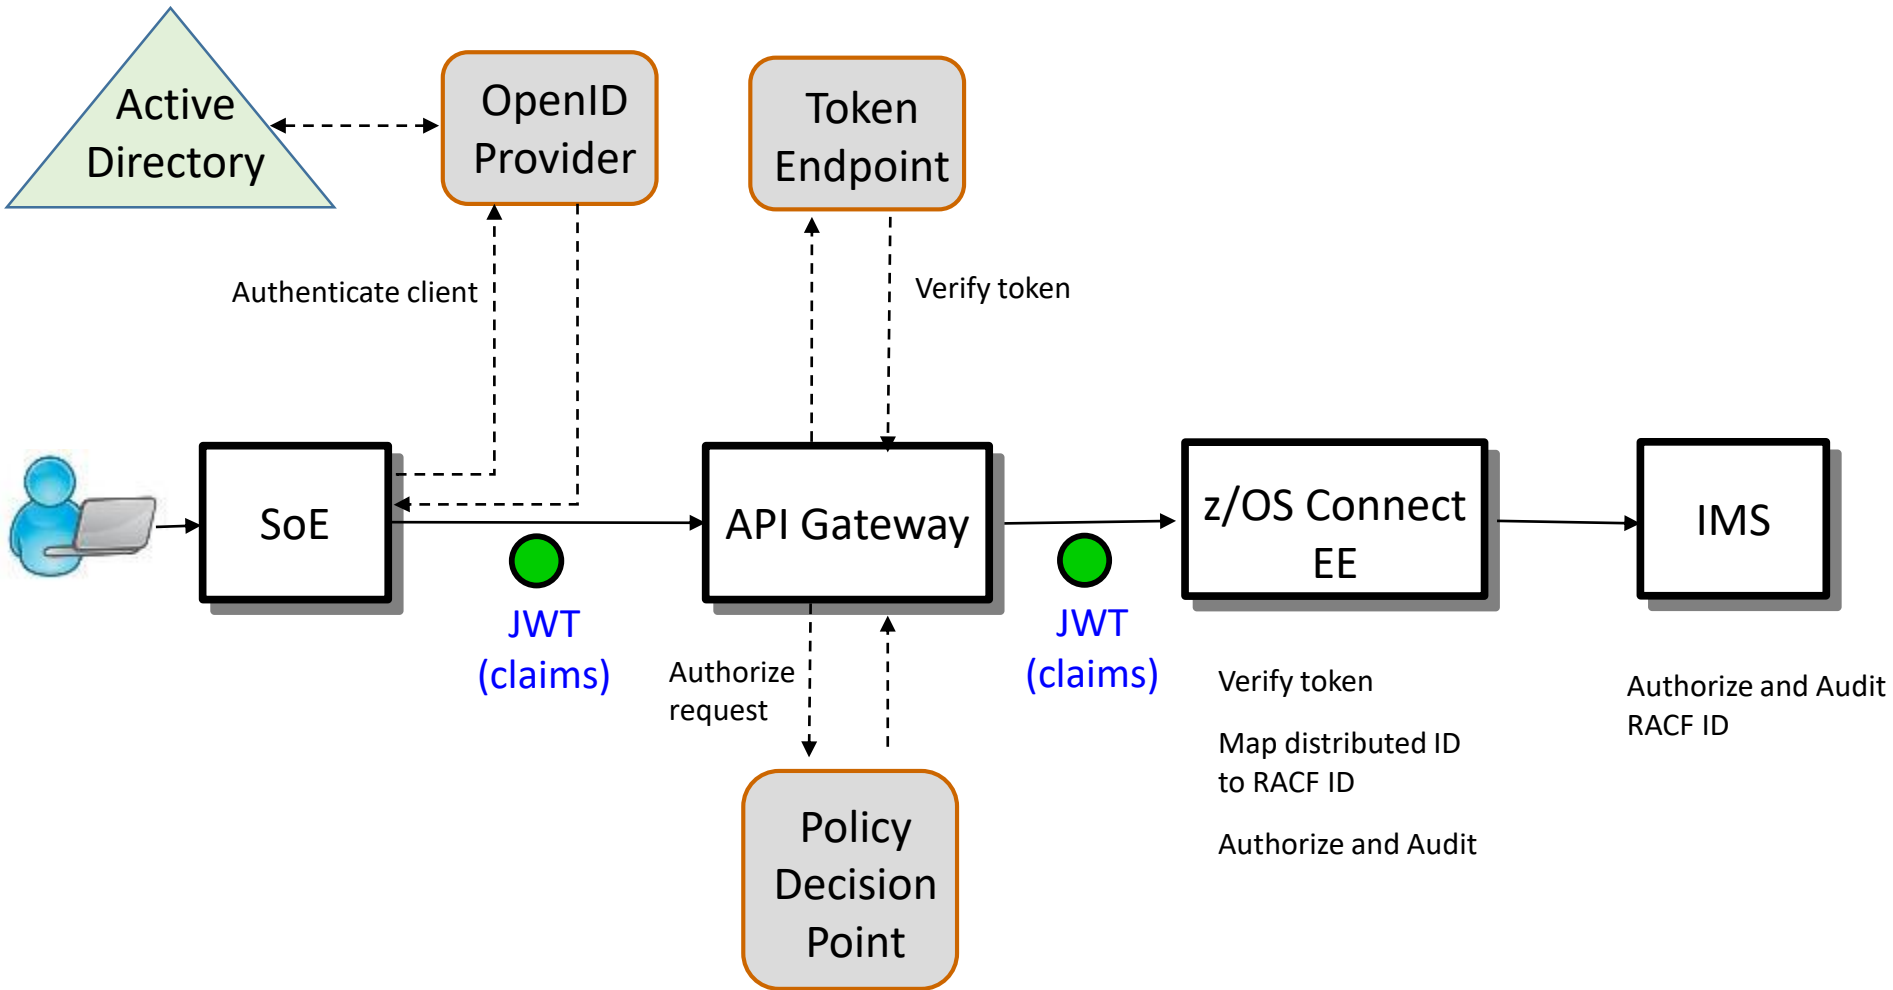 Active
Directory
OpenID
Provider
Token
Endpoint
Authenticate client
Verify token
SoE
API Gateway
z/OS Connect
EE
IMS
JWT
(claims)
JWT
(claims)
Authorize
request
Verify token
Map distributed ID
to RACF ID
Authorize and Audit
Authorize and Audit
RACF ID
Policy
Decision
Point